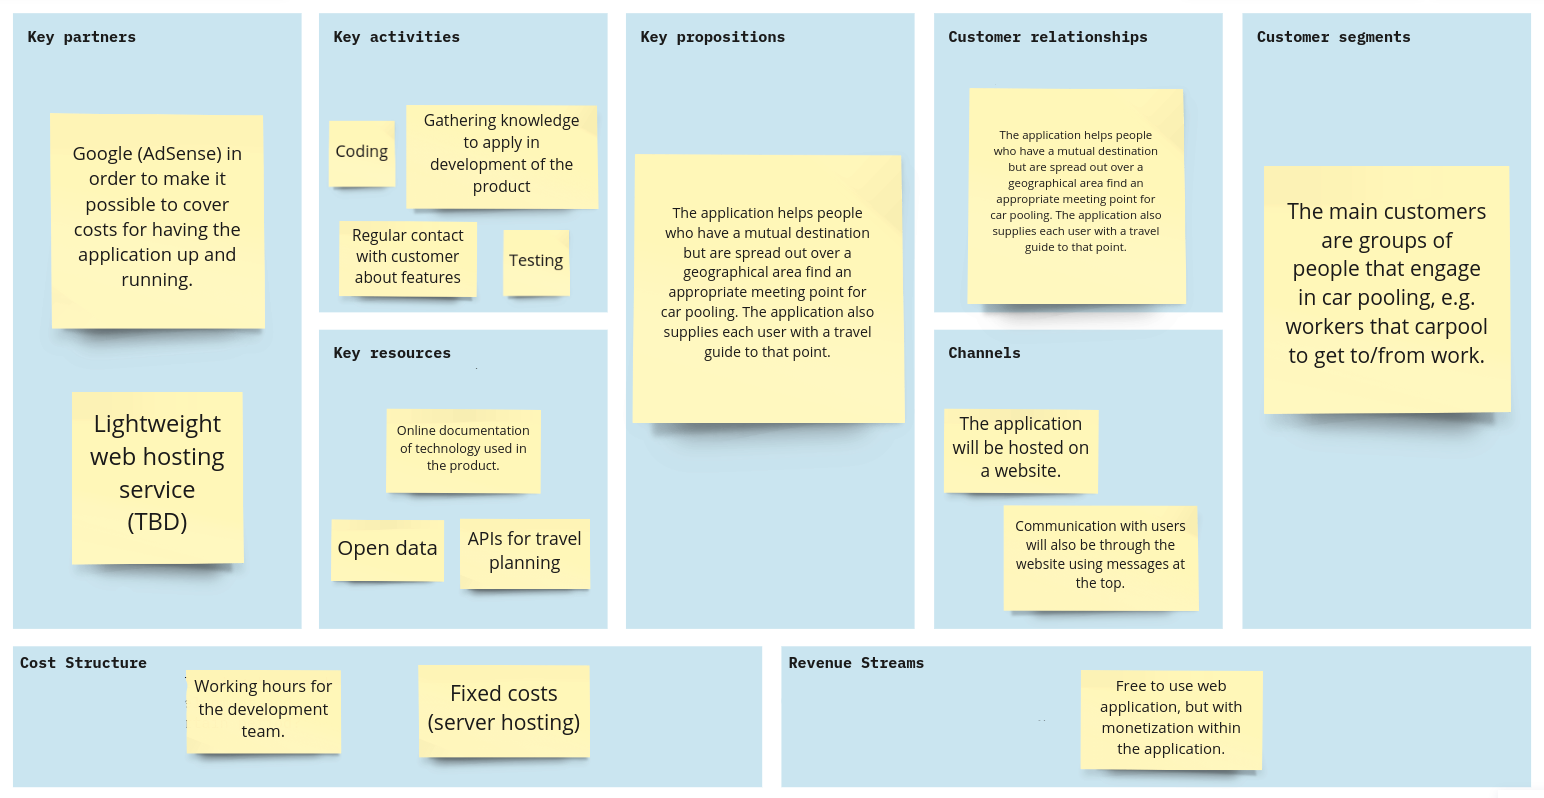 Key partners
Google (AdSense) in
order to make it
possible to cover
costs for having the
application up and
running.
Lightweight
web hosting
service
(TBD)
Key activities
Coding
Gathering knowledge
to apply in
development of the
product
Regular contact
with customer
about features
Testing
Key resources
Online documentation
of technology used in
the product.
Open data
APIs for travel
planning
Key propositions
The application helps people
who have a mutual destination
but are spread out over a
geographical area find an
appropriate meeting point for
car pooling. The application also
supplies each user with a travel
guide to that point.
Customer relationships
The application helps people
who have a mutual destination
but are spread out over a
geographical area find an
appropriate meeting point for
car pooling. The application also
supplies each user with a travel
guide to that point.
Channels
The application
will be hosted on
a website.
Communication with users
will also be through the
website using messages at
the top.
Customer segments
The main customers
are groups of
people that engage
in car pooling, e.g.
workers that carpool
to get to/from work.
Cost Structure
Working hours for
the development
team.
Fixed costs
(server hosting)
Revenue Streams
Free to use web
application, but with
monetization within
the application.